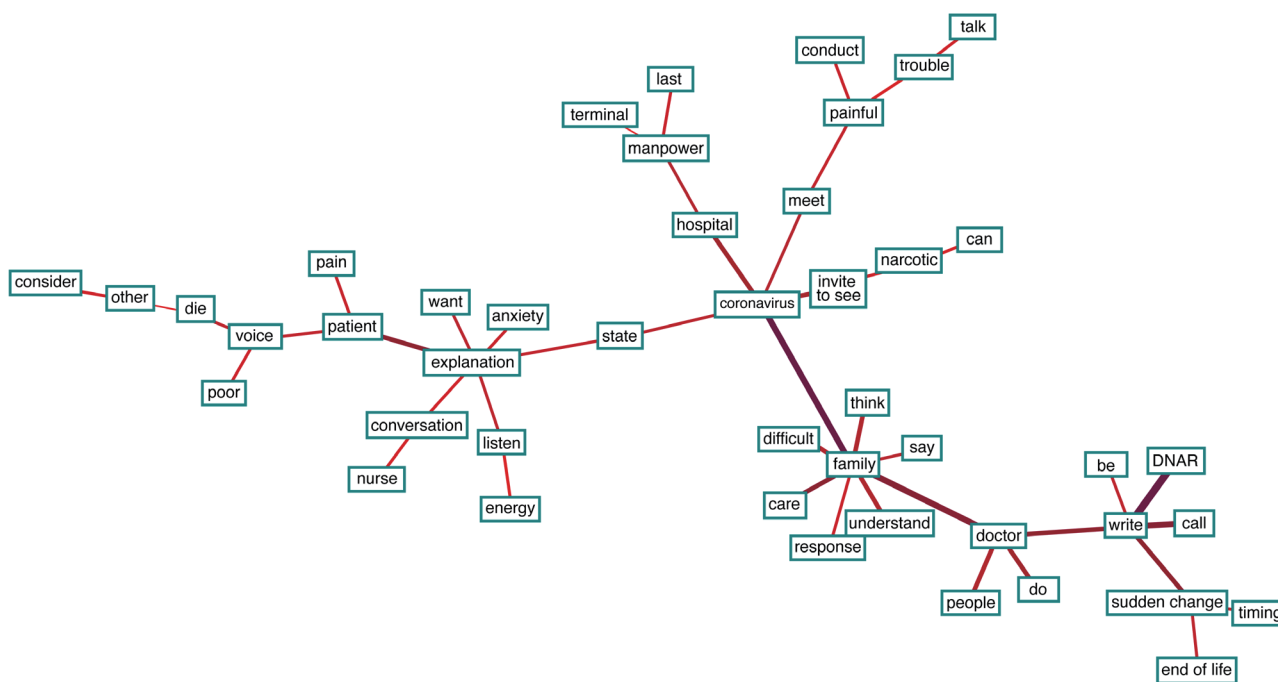 talk
conduct
trouble
last
terminal
painful
manpower
meet
hospital
can
narcotic
pain
consider
invite
to see
other
want
coronavirus
die
anxiety
patient
voice
state
explanation
poor
think
conversation
difficult
listen
say
family
DNAR
be
nurse
care
energy
understand
call
write
doctor
response
do
people
sudden change
timing
end of life